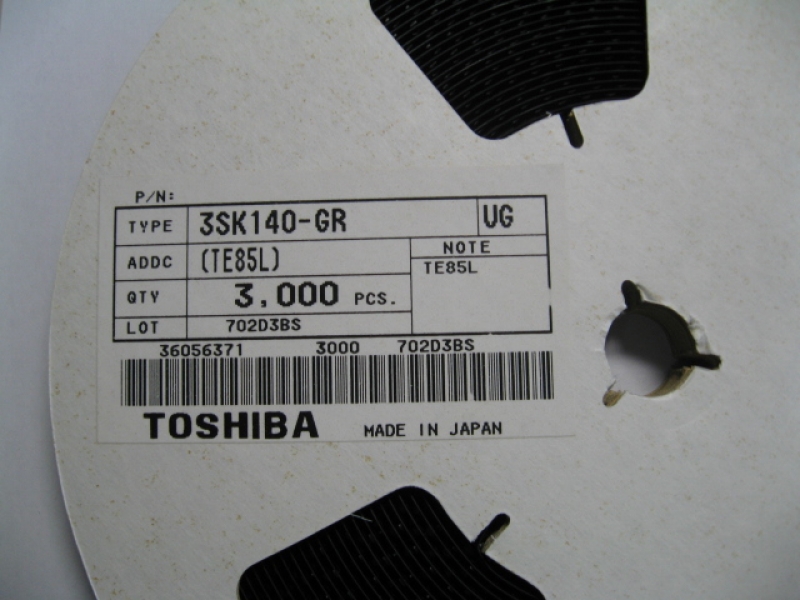 P/N:
TYPE 3SK140-GR UG
ADDC (TE85L) NOTE
TE85L
QTY 3,000 PCS.
LOT 702D3BS
36056371 3000 702D3BS
TOSHIBA MADE IN JAPAN